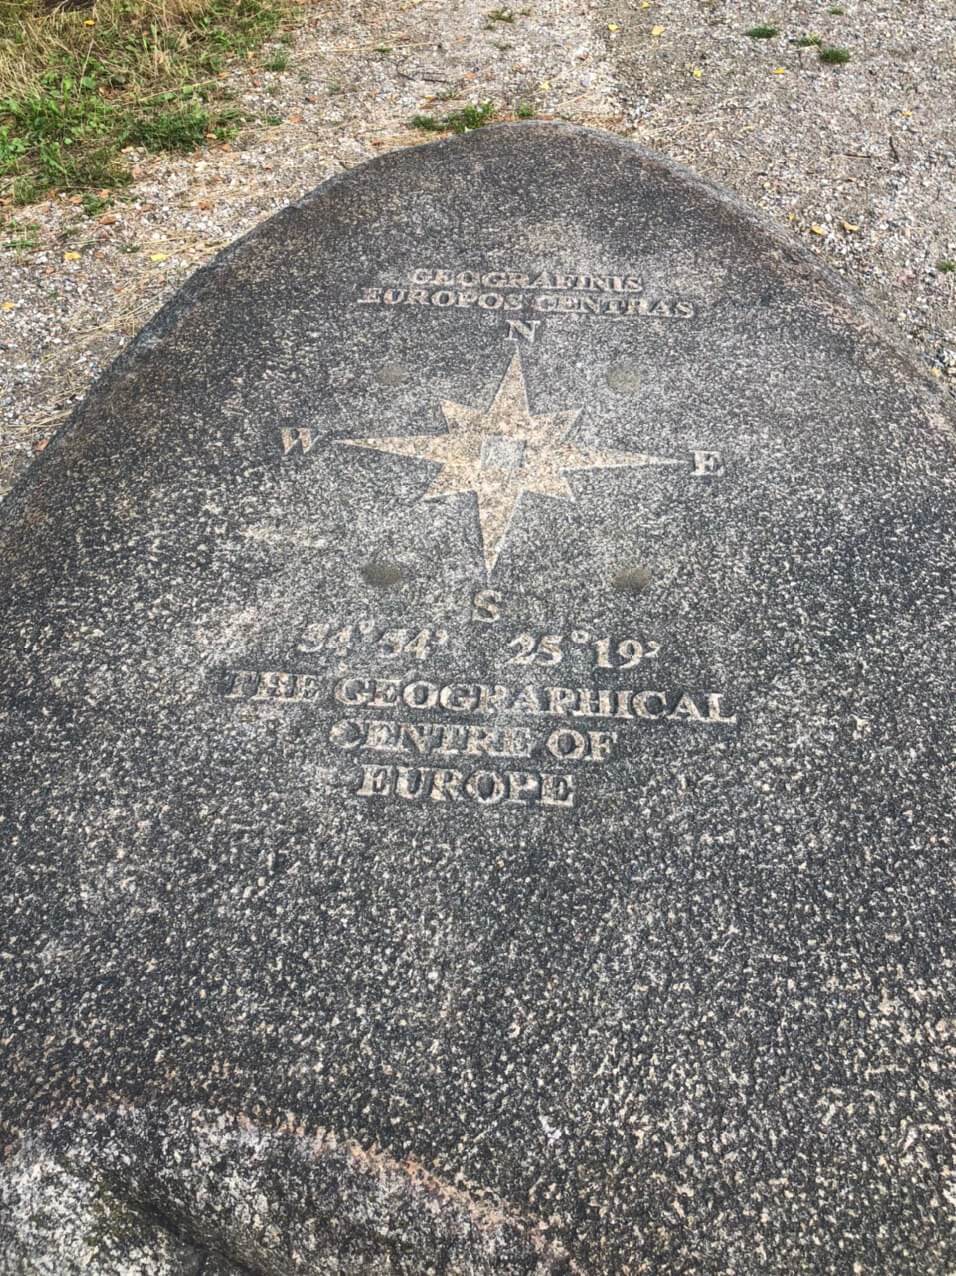 GEOGRAFINIS
EUROPOS CENTRAS
N
W E
S
54° 54' 25° 19'
THE GEOGRAPHICAL
CENTRE OF
EUROPE